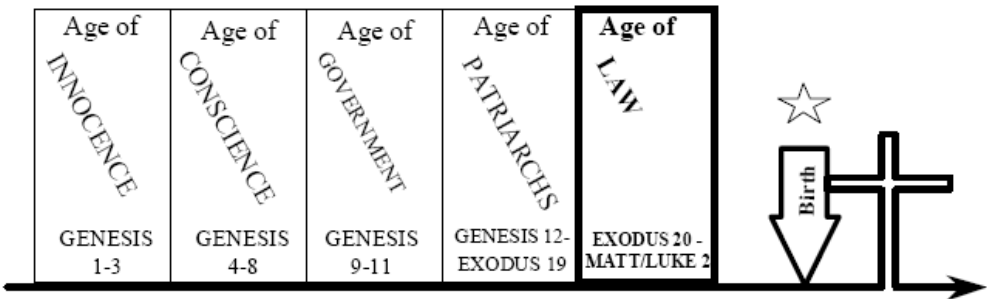 Age of
INNOCENCE
GENESIS
1-3
Age of
CONSCIENCE
GENESIS
4-8
Age of
GOVERNMENT
GENESIS
9-11
Age of
PATRIARCHS
GENESIS 12-
EXODUS 19
Age of
LAW
EXODUS 20 -
MATT/LUKE 2
Birth